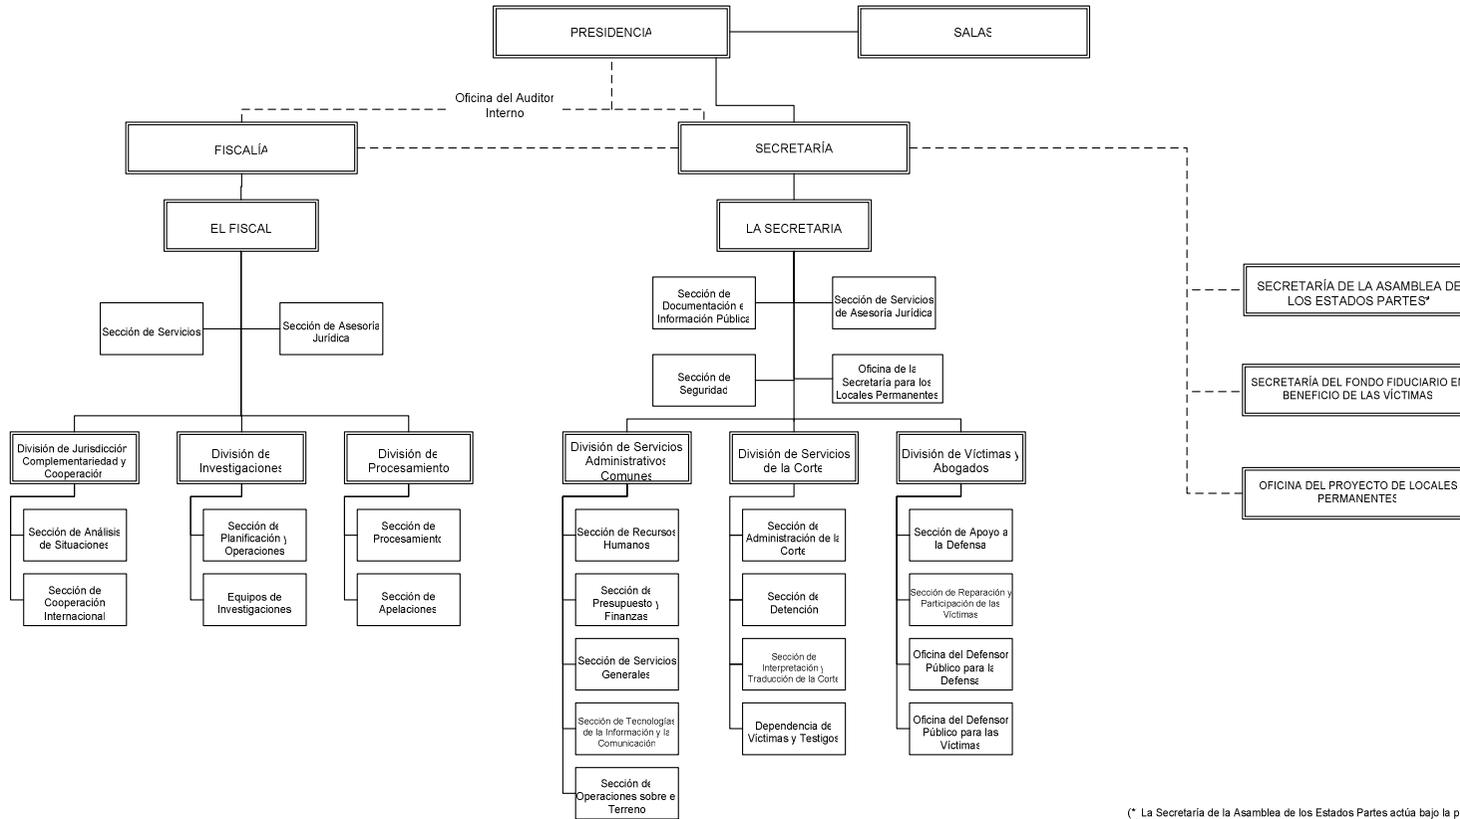 PRESIDENCIA
SALAS
Oficina del Auditor
Interno
FISCALÍA
SECRETARÍA
EL FISCAL
LA SECRETARIA
Sección de Servicios
Sección de Asesoría
Jurídica
Sección de
Documentación e
Información Pública
Sección de Servicios
de Asesoría Jurídica
Sección de
Seguridad
Oficina de la
Secretaría para los
Locales Permanentes
SECRETARÍA DE LA ASAMBLEA DE
LOS ESTADOS PARTES*
SECRETARÍA DEL FONDO FIDUCIARIO EN
BENEFICIO DE LAS VÍCTIMAS
OFICINA DEL PROYECTO DE LOCALES
PERMANENTES
División de Jurisdicción
Complementariedad y
Cooperación
Sección de Análisis
de Situaciones
Sección de
Cooperación
Internacional
División de
Investigaciones
Sección de
Planificación y
Operaciones
Equipos de
Investigaciones
División de
Procesamiento
Sección de
Procesamiento
Sección de
Apelaciones
División de Servicios
Administrativos
Comunes
Sección de Recursos
Humanos
Sección de
Presupuesto y
Finanzas
Sección de Servicios
Generales
Sección de Tecnologías
de la Información y la
Comunicación
Sección de
Operaciones sobre el
Terreno
División de Servicios
de la Corte
Sección de
Administración de la
Corte
Sección de
Detención
Sección de
Interpretación y
Traducción de la Corte
Dependencia de
Víctimas y Testigos
División de Víctimas y
Abogados
Sección de Apoyo a
la Defensa
Sección de Reparación y
Participación de las
Víctimas
Oficina del Defensor
Público para la
Defensa
Oficina del Defensor
Público para las
Víctimas
(* La Secretaría de la Asamblea de los Estados Partes actúa bajo la p